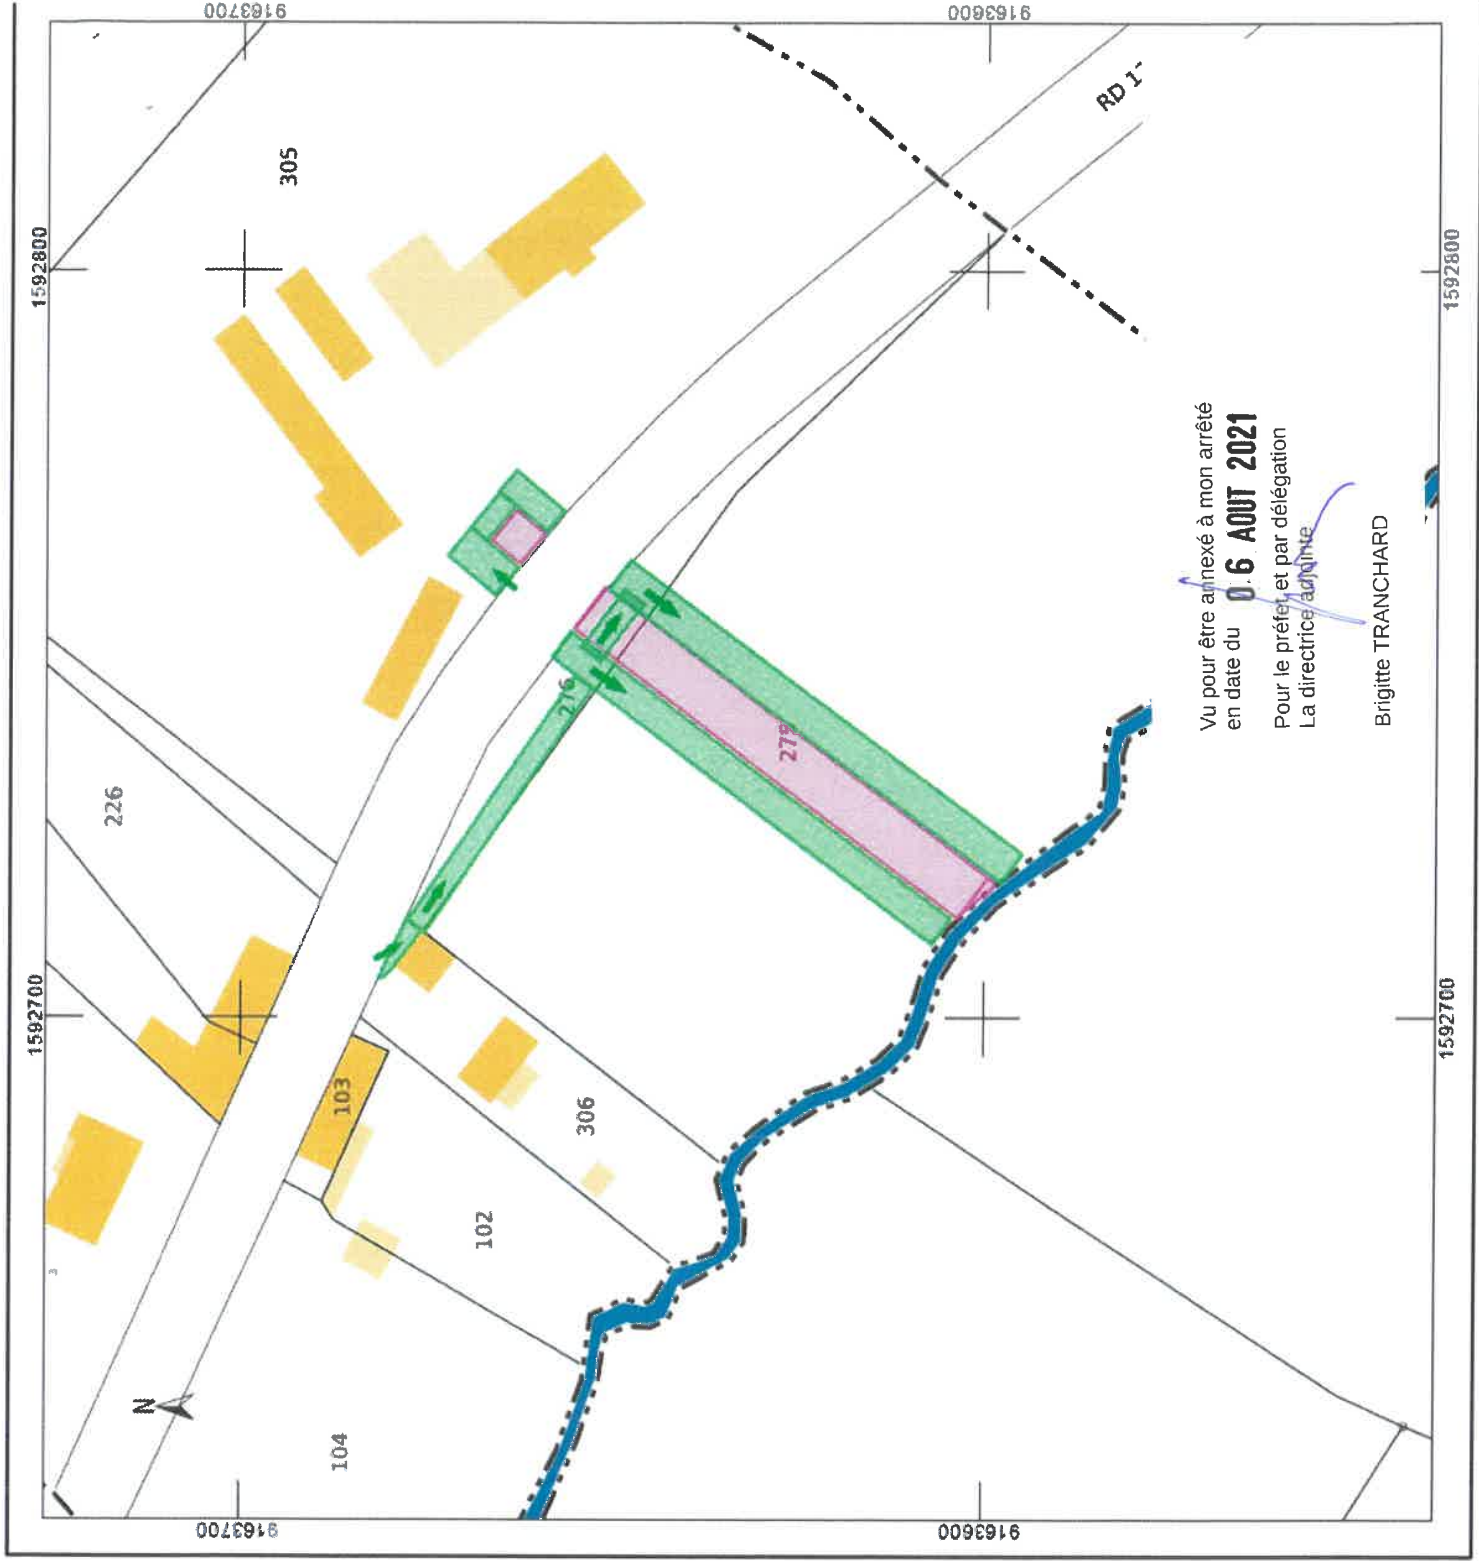 1592700
1592800
9163700
9163700
305
226
103
306
102
104
N
276
RD 1
9163600
9163600
1592700
1592800
Vu pour être annexé à mon arrêté
en date du 0.6 AOUT 2021
Pour le préfet et par délégation
La directrice adjointe
Brigitte TRANCHARD